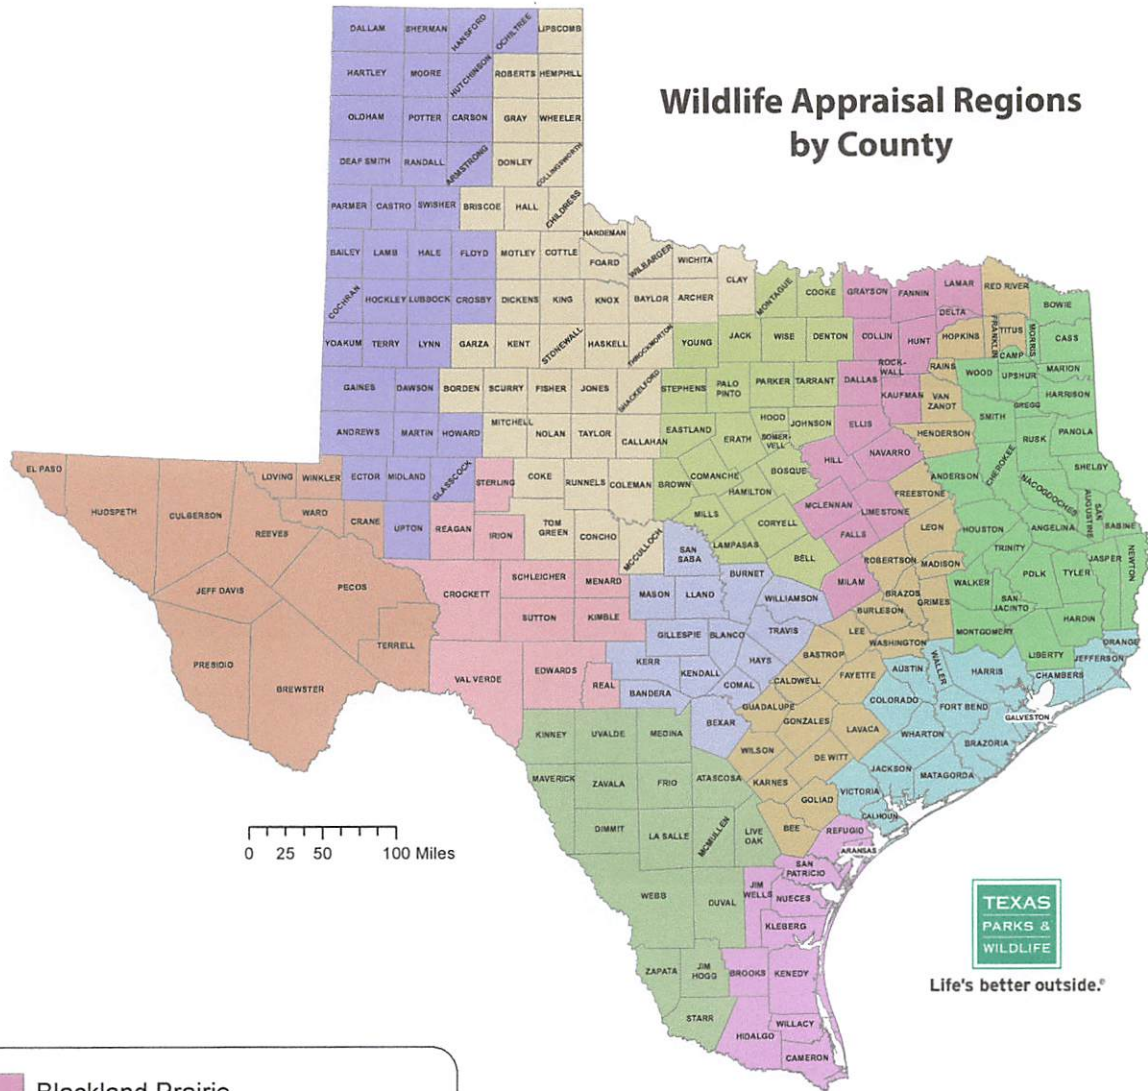 Wildlife Appraisal Regions
by County
DALLAM SHERMAN HANSFORD OCHILTREE LIPSCOMB
HARTLEY MOORE HUTCHINSON ROBERTS HEMPHILL
OLDHAM POTTER CARSON GRAY WHEELER
DEAF SMITH RANDALL ARMSTRONG DONLEY COLLINGSWORTH
PARMER CASTRO SWISHER BRISCOE HALL CHILDRESS
HARDEMAN
BAILEY LAMB HALE FLOYD MOTLEY COTTLE FOARD WILBARGER WICHITA CLAY
COCHRAN HOCKLEY LUBBOCK CROSBY DICKENS KING KNOX BAYLOR ARCHER MONTAGUE COOKE GRAYSON FANNIN LAMAR RED RIVER BOWIE
DELTA
YOAKUM TERRY LYNN GARZA KENT STONEWALL HASKELL THROCKMORTON YOUNG JACK WISE DENTON COLLIN HUNT HOPKINS FRANKLIN TITUS MORRIS CASS
CAMP
GAINES DAWSON BORDEN SCURRY FISHER JONES SHACKELFORD STEPHENS PALO PINTO PARKER TARRANT DALLAS ROCK-WALL KAUFMAN RAINS VAN ZANDT WOOD UPSHUR MARION
GREGG HARRISON
ANDREWS MARTIN HOWARD MITCHELL NOLAN TAYLOR CALLAHAN EASTLAND ERATH HOOD SOMER-VELL JOHNSON ELLIS HENDERSON SMITH RUSK PANOLA
EL PASO HUDSPETH CULBERSON LOVING WINKLER ECTOR MIDLAND GLASSCOCK STERLING COKE RUNNELS COLEMAN BROWN COMANCHE HAMILTON BOSQUE HILL NAVARRO FREESTONE ANDERSON CHEROKEE NACOGDOCHES SHELBY
REEVES WARD CRANE UPTON REAGAN IRION TOM GREEN CONCHO MCCULLOCH MILLS LAMPASAS CORYELL MCLENNAN LIMESTONE LEON HOUSTON ANGELINA SAN AUGUSTINE SABINE
SAN SABA BELL FALLS ROBERTSON MADISON TRINITY JASPER NEWTON
JEFF DAVIS PECOS CROCKETT SCHLEICHER MENARD MASON LLANO BURNET WILLIAMSON MILAM BRAZOS GRIMES WALKER POLK TYLER
SUTTON KIMBLE BURLESON SAN JACINTO HARDIN
PRESIDIO BREWSTER TERRELL GILLESPIE BLANCO TRAVIS LEE WASHINGTON MONTGOMERY LIBERTY ORANGE
VAL VERDE EDWARDS REAL KERR KENDALL HAYS BASTROP FAYETTE AUSTIN WALLER HARRIS CHAMBERS JEFFERSON
BANDERA COMAL CALDWELL COLORADO FORT BEND GALVESTON
KINNEY UVALDE MEDINA BEXAR GUADALUPE GONZALES LAVACA WHARTON BRAZORIA
MAVERICK ZAVALA FRIO ATASCOSA WILSON KARNES DE WITT JACKSON MATAGORDA
DIMMIT LA SALLE MCMULLEN LIVE OAK BEE GOLIAD VICTORIA CALHOUN
REFUGIO
ARANSAS
WEBB DUVAL JIM WELLS SAN PATRICIO
NUECES
KLEBERG
ZAPATA JIM HOGG BROOKS KENEDY
STARR HIDALGO WILLACY
CAMERON
0 25 50 100 Miles
TEXAS
PARKS &
WILDLIFE
Life's better outside.®
Blackland Prairie